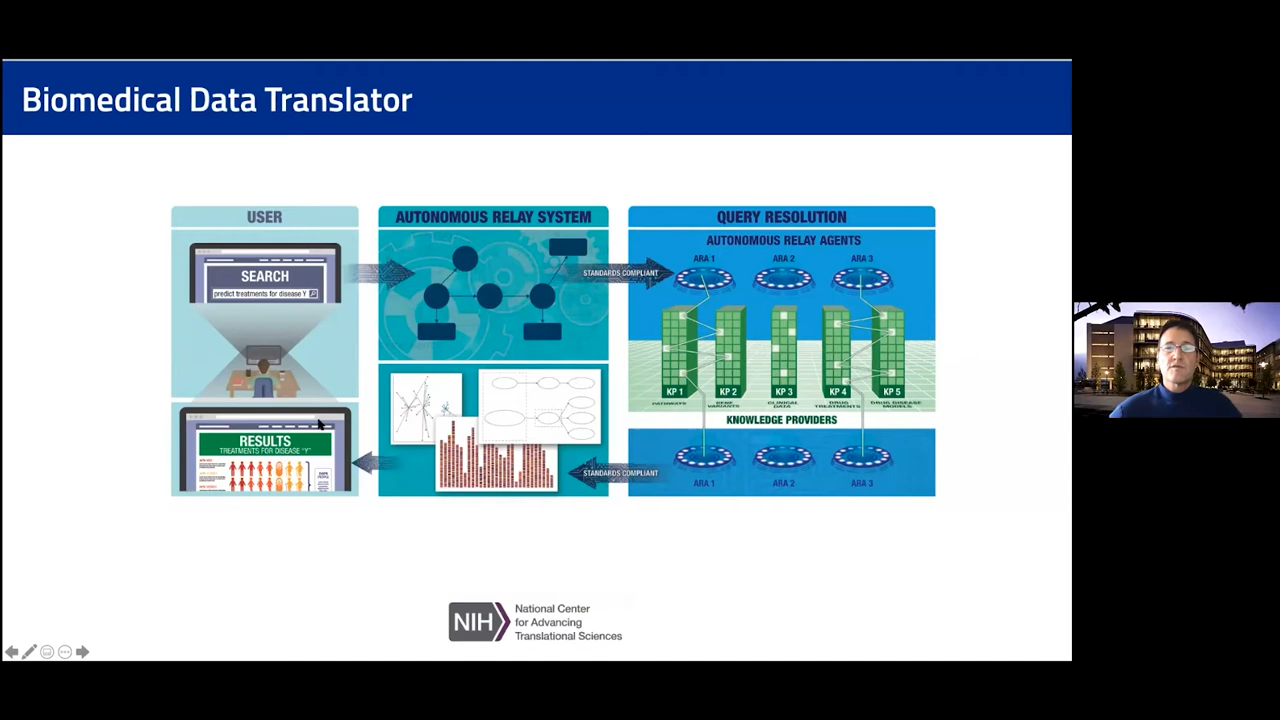 Biomedical Data Translator
USER
SEARCH
predict treatments for disease Y
RESULTS
TREATMENTS FOR DISEASE "Y"
AUTONOMOUS RELAY SYSTEM
STANDARDS COMPLIANT
STANDARDS COMPLIANT
QUERY RESOLUTION
AUTONOMOUS RELAY AGENTS
ARA 1
ARA 2
ARA 3
KP 1
KP 2
KP 3
KP 4
KP 5
PATHWAYS
GENE
VARIANTS
CLINICAL
DATA
DRUG
TREATMENTS
DRUG DISEASE
MODELS
KNOWLEDGE PROVIDERS
ARA 1
ARA 2
ARA 3
NIH
National Center
for Advancing
Translational Sciences